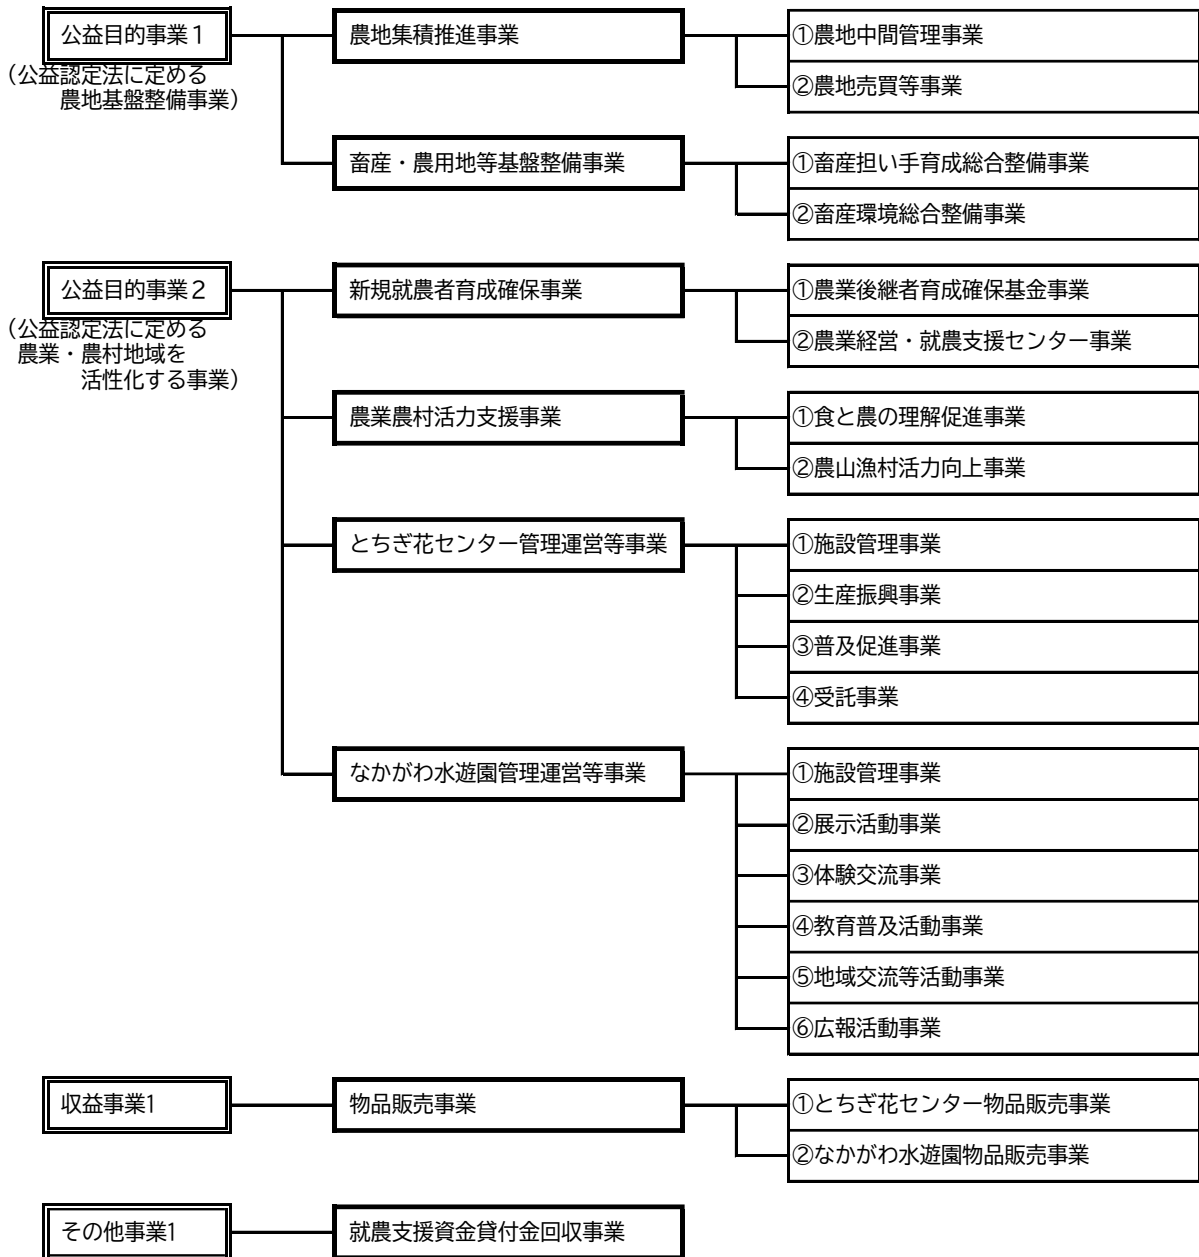 公益目的事業１
農地集積推進事業
①農地中間管理事業
（公益認定法に定める
農地基盤整備事業）
②農地売買等事業
畜産・農用地等基盤整備事業
①畜産担い手育成総合整備事業
②畜産環境総合整備事業
公益目的事業２
新規就農者育成確保事業
①農業後継者育成確保基金事業
（公益認定法に定める
農業・農村地域を
活性化する事業）
②農業経営・就農支援センター事業
農業農村活力支援事業
①食と農の理解促進事業
②農山漁村活力向上事業
とちぎ花センター管理運営等事業
①施設管理事業
②生産振興事業
③普及促進事業
④受託事業
なかがわ水遊園管理運営等事業
①施設管理事業
②展示活動事業
③体験交流事業
④教育普及活動事業
⑤地域交流等活動事業
⑥広報活動事業
収益事業1
物品販売事業
①とちぎ花センター物品販売事業
②なかがわ水遊園物品販売事業
その他事業1
就農支援資金貸付金回収事業